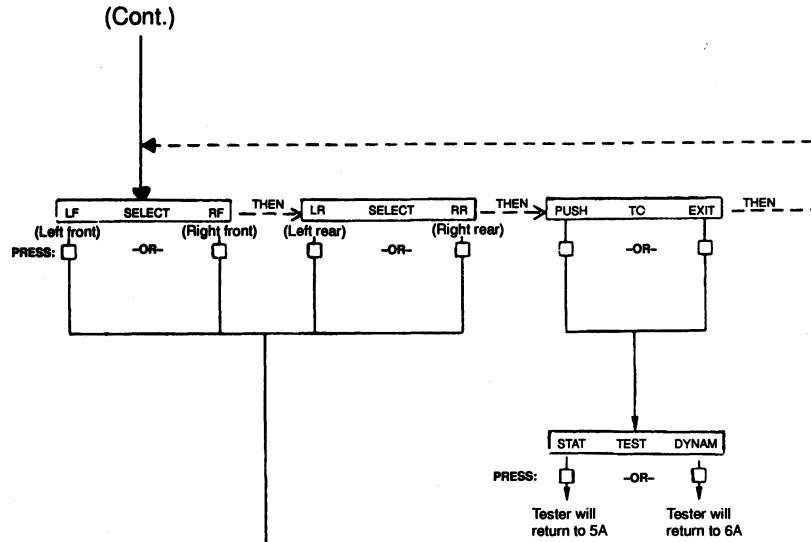 (Cont.)
LF SELECT RF
THEN
LR SELECT RR
THEN
PUSH TO EXIT
THEN
(Left front) (Right front) (Left rear) (Right rear)
PRESS: -OR- -OR- -OR-
STAT TEST DYNAM
PRESS: -OR-
Tester will
return to 5A
Tester will
return to 6A